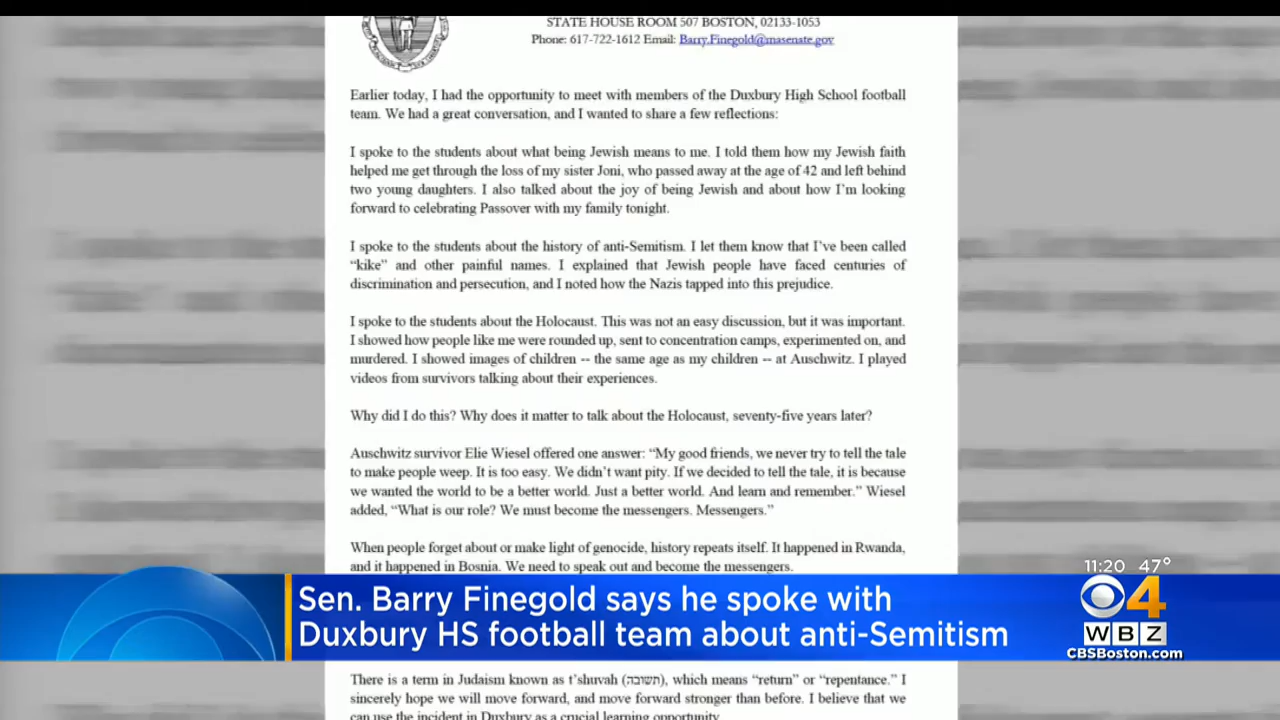 STATE HOUSE ROOM 507 BOSTON, 02133-1053
Phone: 617-722-1612 Email: Barry.Finegold@masenate.gov
Earlier today, I had the opportunity to meet with members of the Duxbury High School football
team. We had a great conversation, and I wanted to share a few reflections:
I spoke to the students about what being Jewish means to me. I told them how my Jewish faith
helped me get through the loss of my sister Joni, who passed away at the age of 42 and left behind
two young daughters. I also talked about the joy of being Jewish and about how I'm looking
forward to celebrating Passover with my family tonight.
I spoke to the students about the history of anti-Semitism. I let them know that I've been called
“kike” and other painful names. I explained that Jewish people have faced centuries of
discrimination and persecution, and I noted how the Nazis tapped into this prejudice.
I spoke to the students about the Holocaust. This was not an easy discussion, but it was important.
I showed how people like me were rounded up, sent to concentration camps, experimented on, and
murdered. I showed images of children -- the same age as my children -- at Auschwitz. I played
videos from survivors talking about their experiences.
Why did I do this? Why does it matter to talk about the Holocaust, seventy-five years later?
Auschwitz survivor Elie Wiesel offered one answer: “My good friends, we never try to tell the tale
to make people weep. It is too easy. We didn't want pity. If we decided to tell the tale, it is because
we wanted the world to be a better world. Just a better world. And learn and remember.” Wiesel
added, “What is our role? We must become the messengers. Messengers.”
When people forget about or make light of genocide, history repeats itself. It happened in Rwanda,
and it happened in Bosnia. We need to speak out and become the messengers.
11:20 47°
Sen. Barry Finegold says he spoke with
Duxbury HS football team about anti-Semitism
4
WBZ
CBSBoston.com
There is a term in Judaism known as t'shuvah (תשובה), which means “return” or “repentance.” I
sincerely hope we will move forward, and move forward stronger than before. I believe that we
can use the incident in Duxbury as a crucial learning opportunity